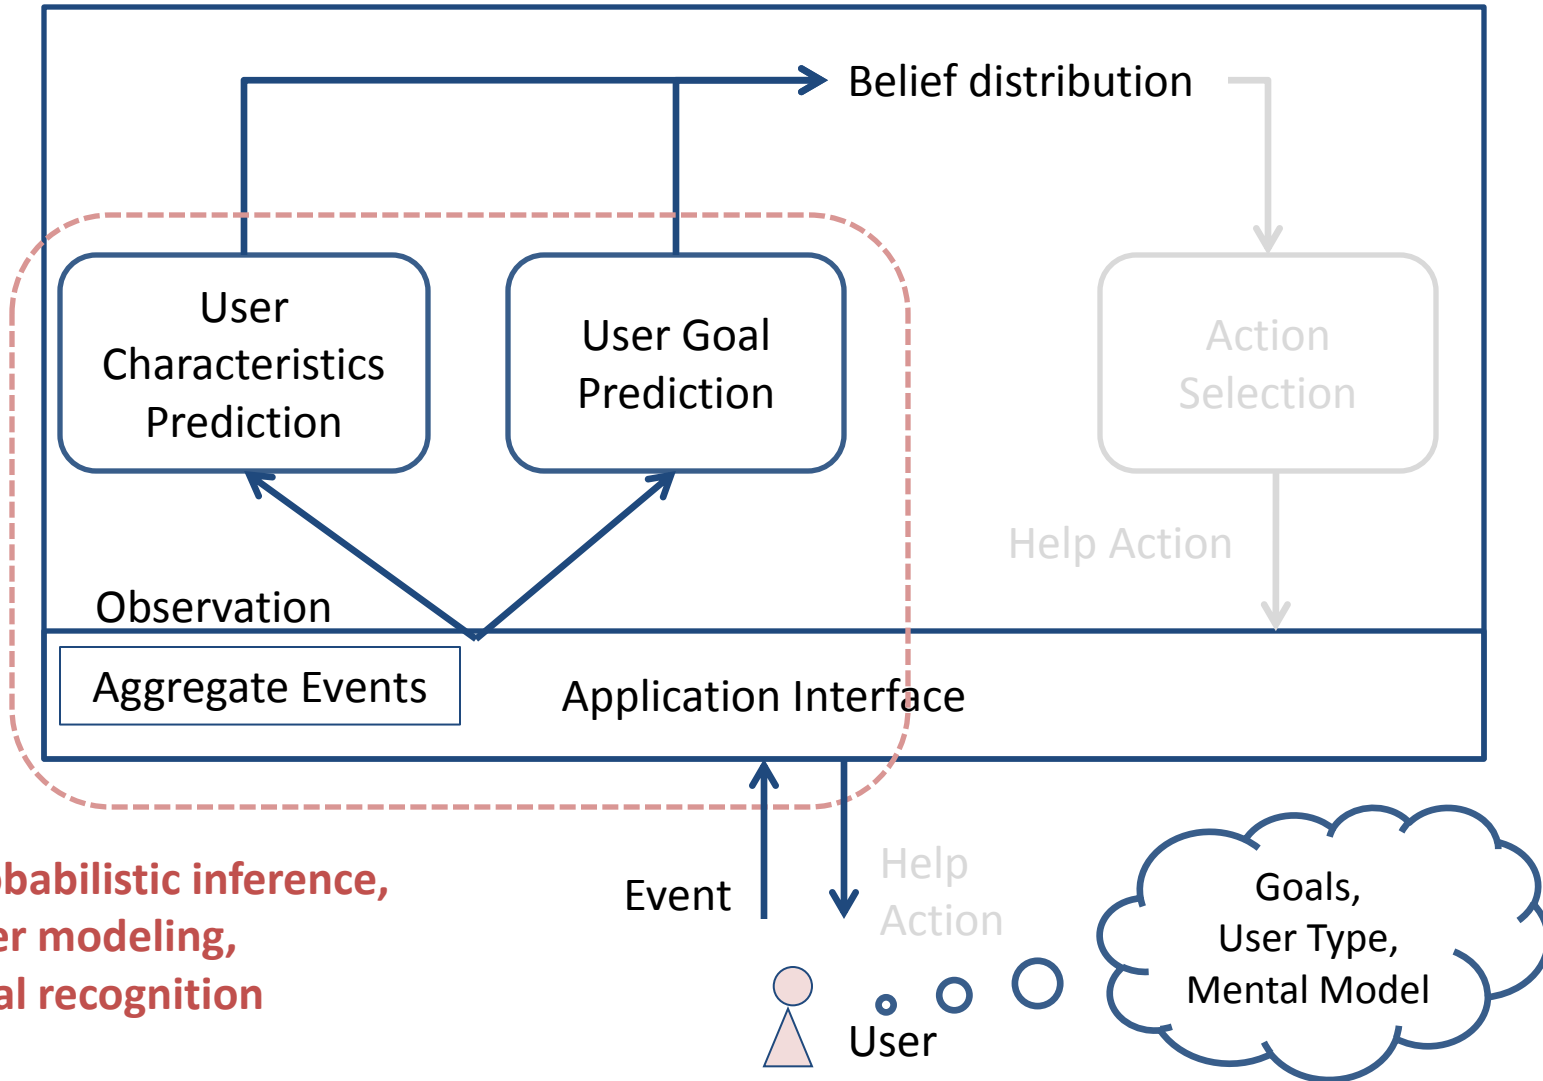 Belief distribution
User
Characteristics
Prediction
User Goal
Prediction
Action
Selection
Help Action
Observation
Aggregate Events
Application Interface
obabilistic inference,
er modeling,
al recognition
Event
Help
Action
User
Goals,
User Type,
Mental Model